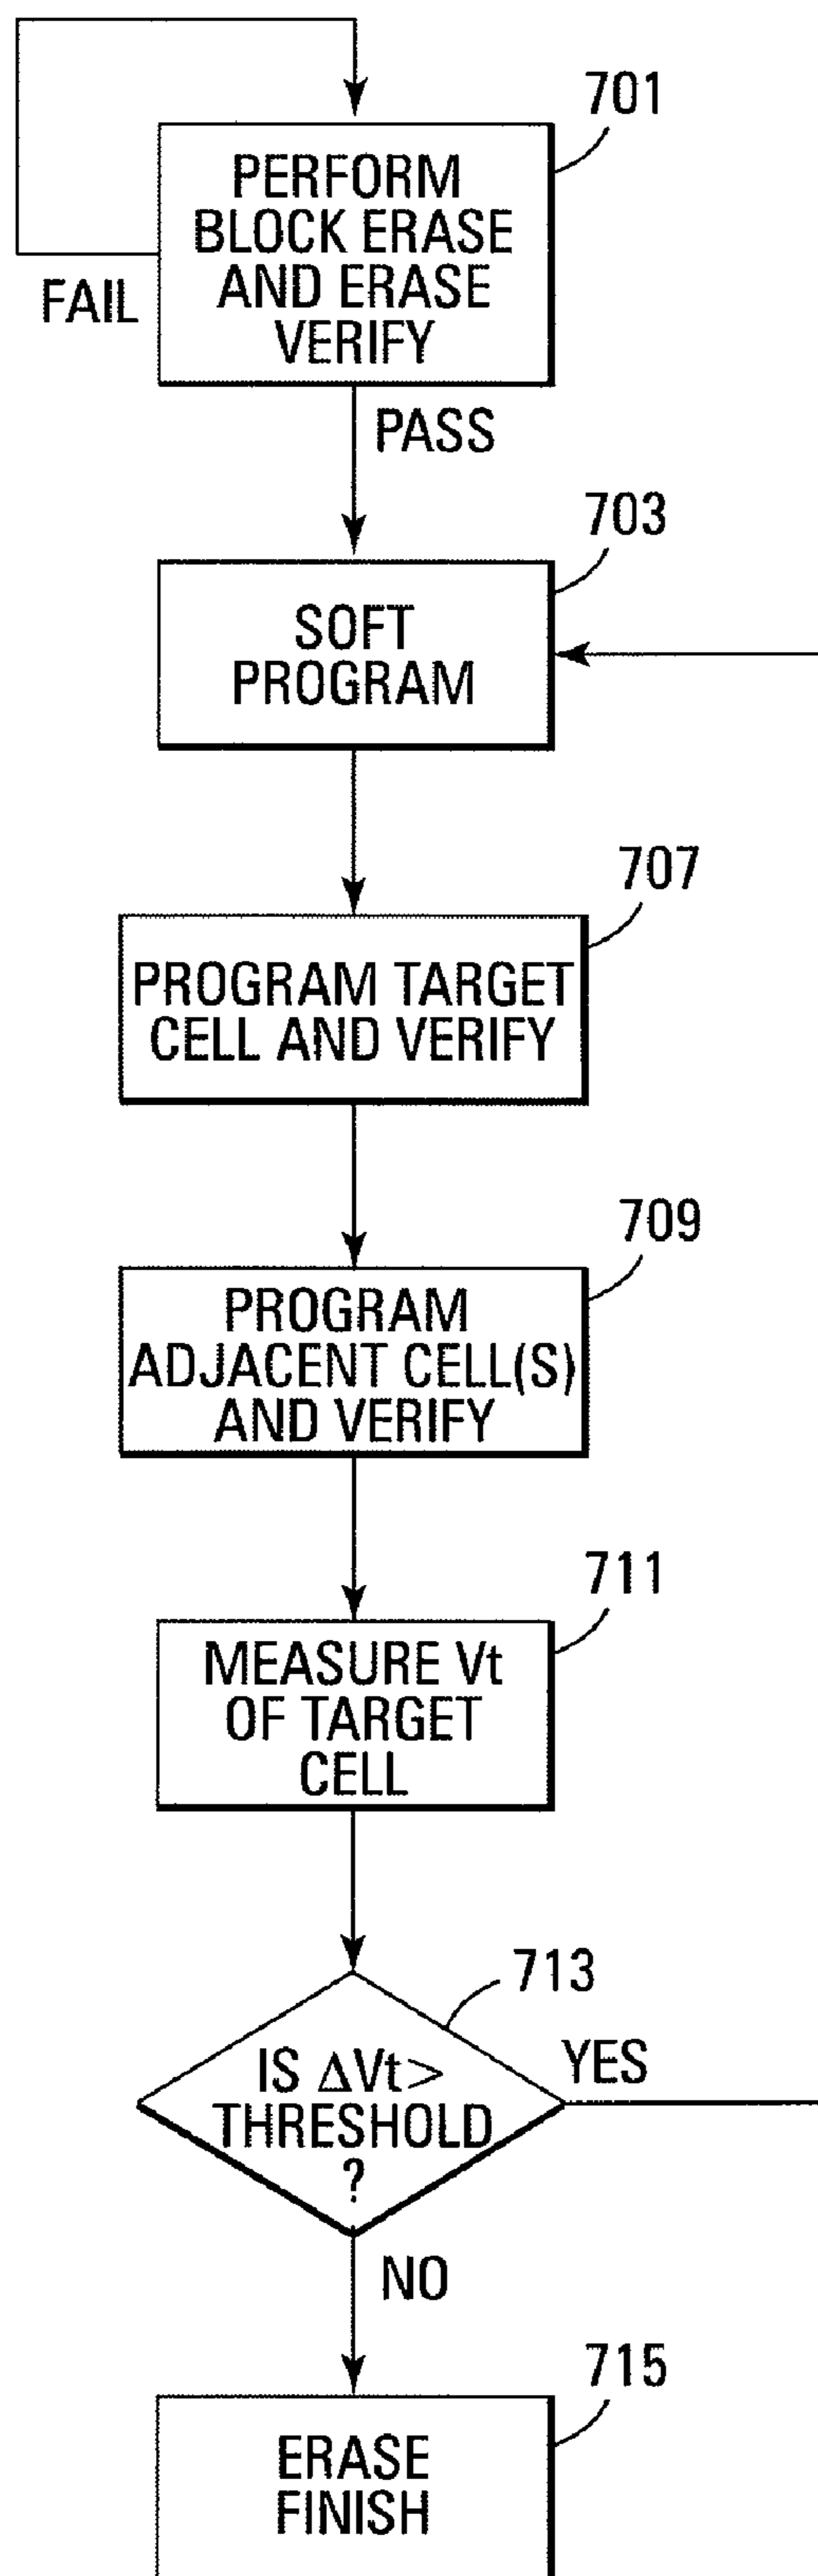 701
PERFORM
BLOCK ERASE
AND ERASE
VERIFY
FAIL
PASS
703
SOFT
PROGRAM
707
PROGRAM TARGET
CELL AND VERIFY
709
PROGRAM
ADJACENT CELL(S)
AND VERIFY
711
MEASURE Vt
OF TARGET
CELL
713
IS ΔVt>
THRESHOLD
?
YES
NO
715
ERASE
FINISH